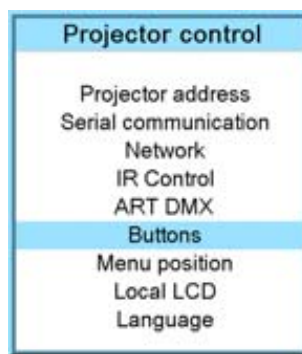 Projector control
Projector address
Serial communication
Network
IR Control
ART DMX
Buttons
Menu position
Local LCD
Language